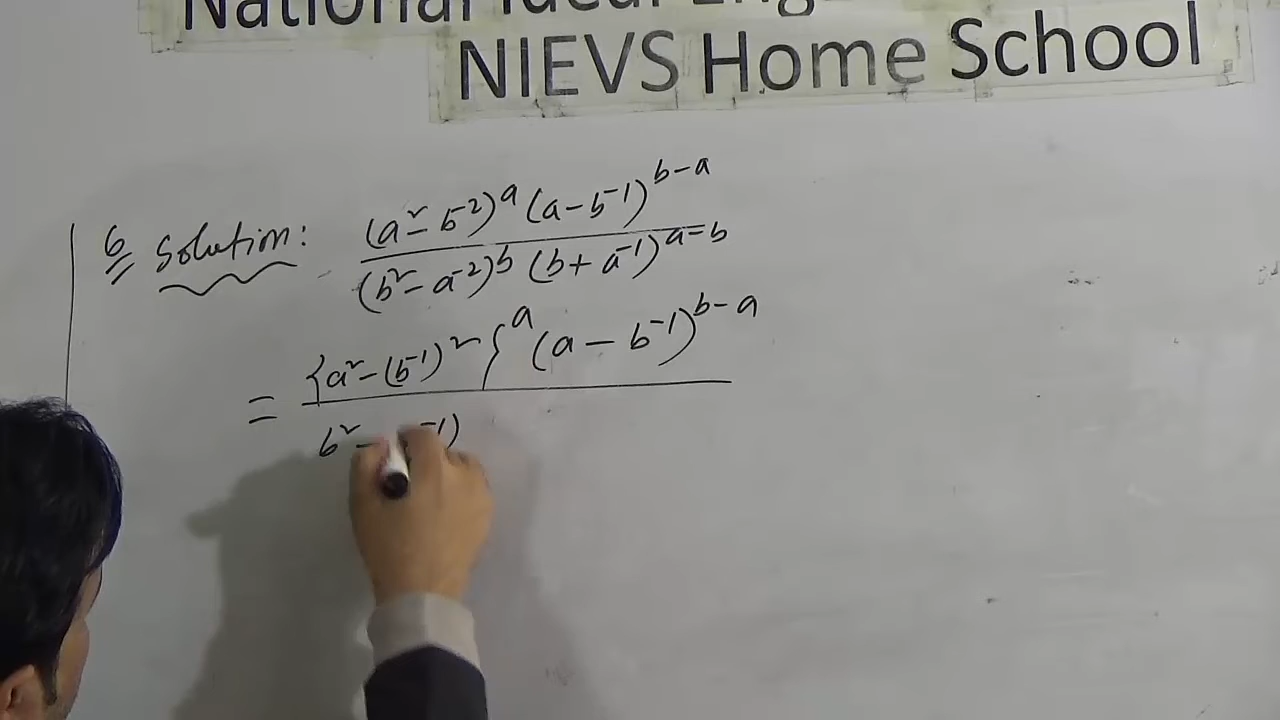 National Ideal Eng
NIEVS Home School
6 Solution: (a² - b⁻²)ᵃ (a - b⁻¹)ᵇ⁻ᵃ
(b² - a⁻²)ᵇ (b + a⁻¹)ᵃ⁻ᵇ
= {a² - (b⁻¹)²}ᵃ (a - b⁻¹)ᵇ⁻ᵃ
b² - ⁻¹)